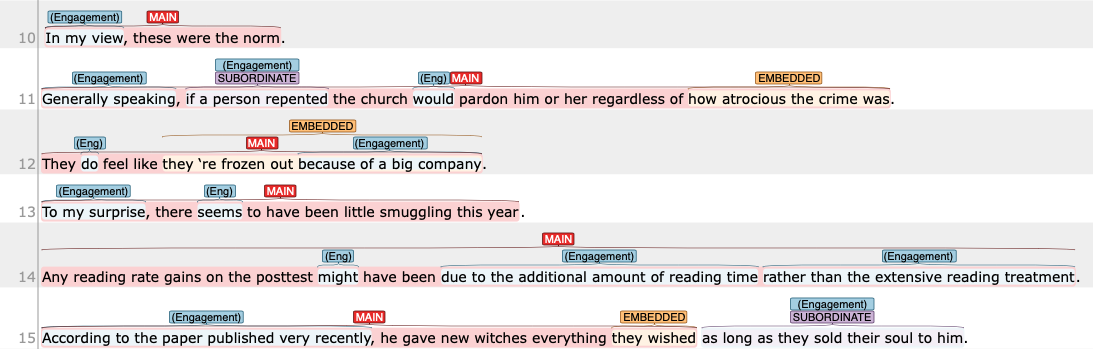 (Engagement) MAIN
10 In my view, these were the norm.
(Engagement)
(Engagement) SUBORDINATE (Eng) MAIN EMBEDDED
11 Generally speaking, if a person repented the church would pardon him or her regardless of how atrocious the crime was.
EMBEDDED
(Eng) MAIN (Engagement)
12 They do feel like they ‘re frozen out because of a big company.
(Engagement) (Eng) MAIN
13 To my surprise, there seems to have been little smuggling this year.
MAIN
(Eng) (Engagement) (Engagement)
14 Any reading rate gains on the posttest might have been due to the additional amount of reading time rather than the extensive reading treatment.
(Engagement)
(Engagement) MAIN EMBEDDED SUBORDINATE
15 According to the paper published very recently, he gave new witches everything they wished as long as they sold their soul to him.